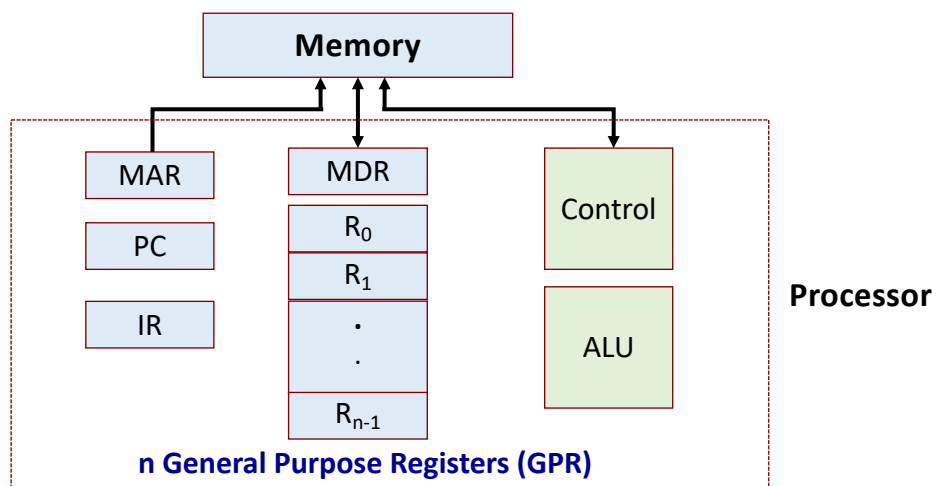 Memory
MAR
MDR
Control
PC
R₀
R₁
IR
.
.
ALU
Processor
Rₙ₋₁
n General Purpose Registers (GPR)